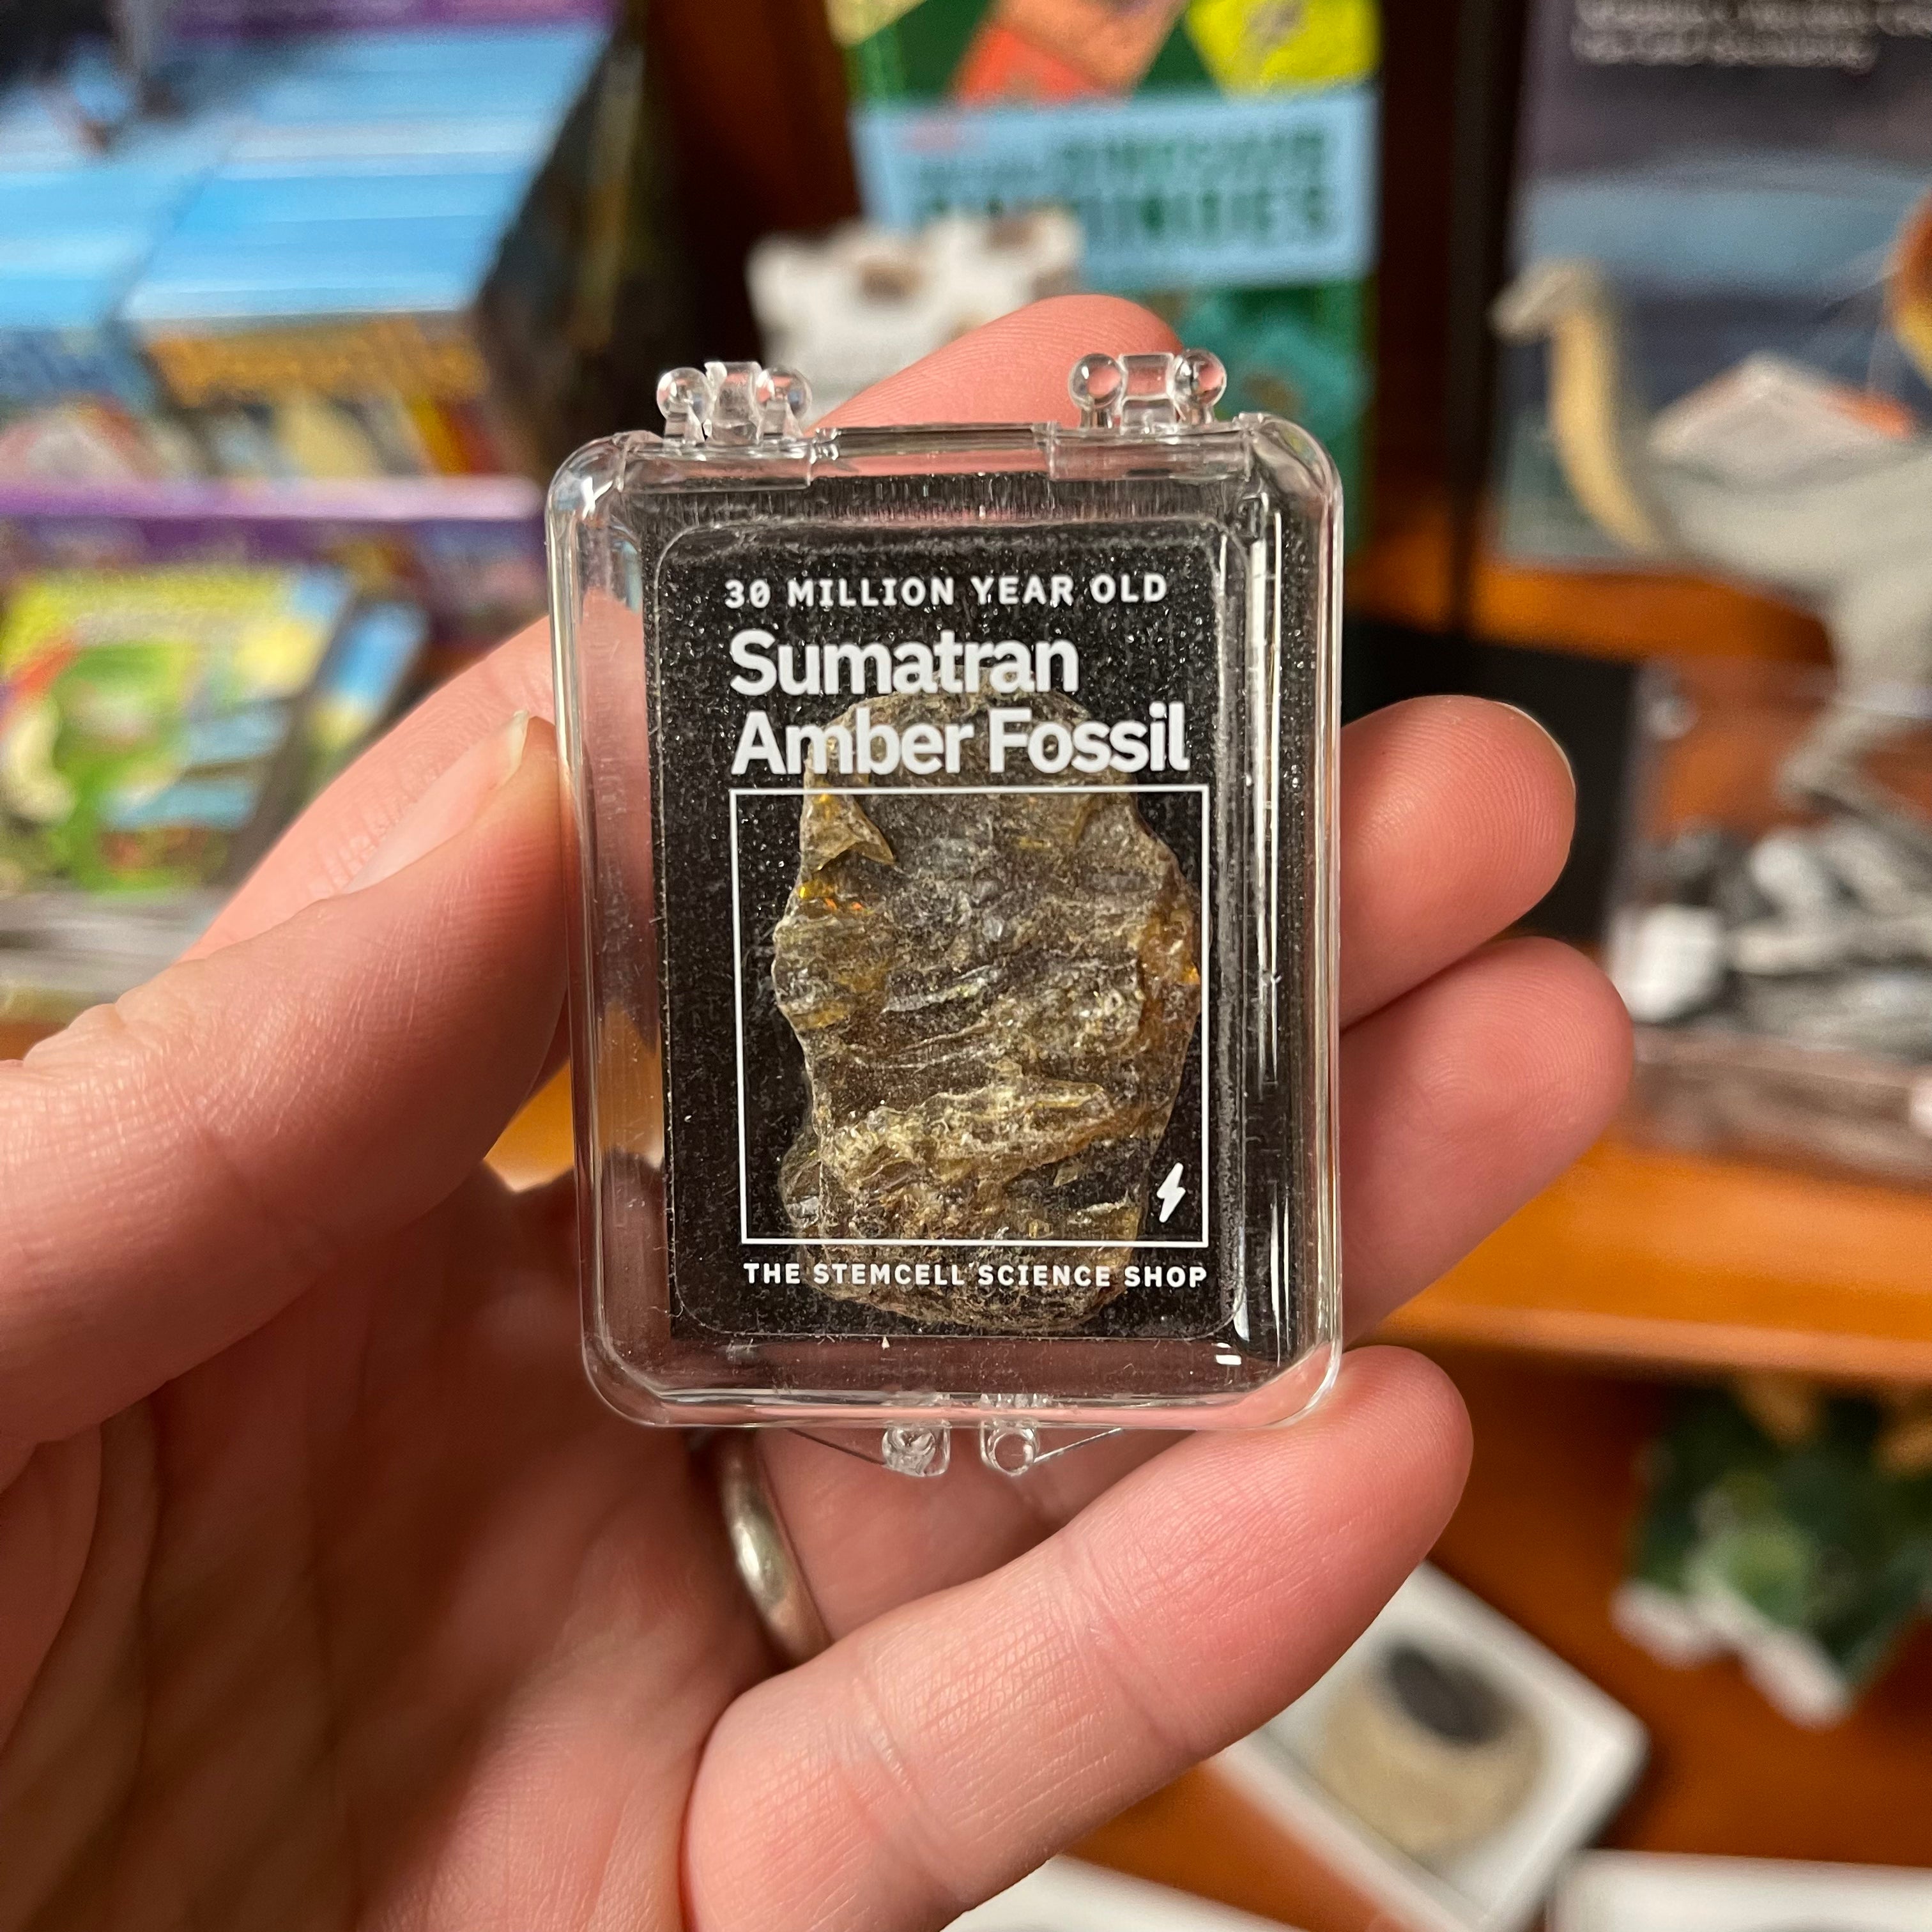 30 MILLION YEAR OLD
Sumatran
Amber Fossil
THE STEMCELL SCIENCE SHOP